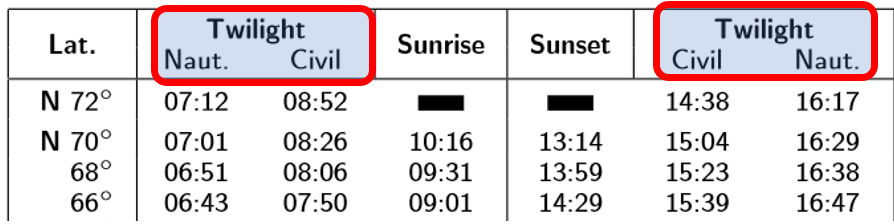 Lat. Twilight Sunrise Sunset Twilight
Naut. Civil Civil Naut.
N 72° 07:12 08:52 14:38 16:17
N 70° 07:01 08:26 10:16 13:14 15:04 16:29
68° 06:51 08:06 09:31 13:59 15:23 16:38
66° 06:43 07:50 09:01 14:29 15:39 16:47